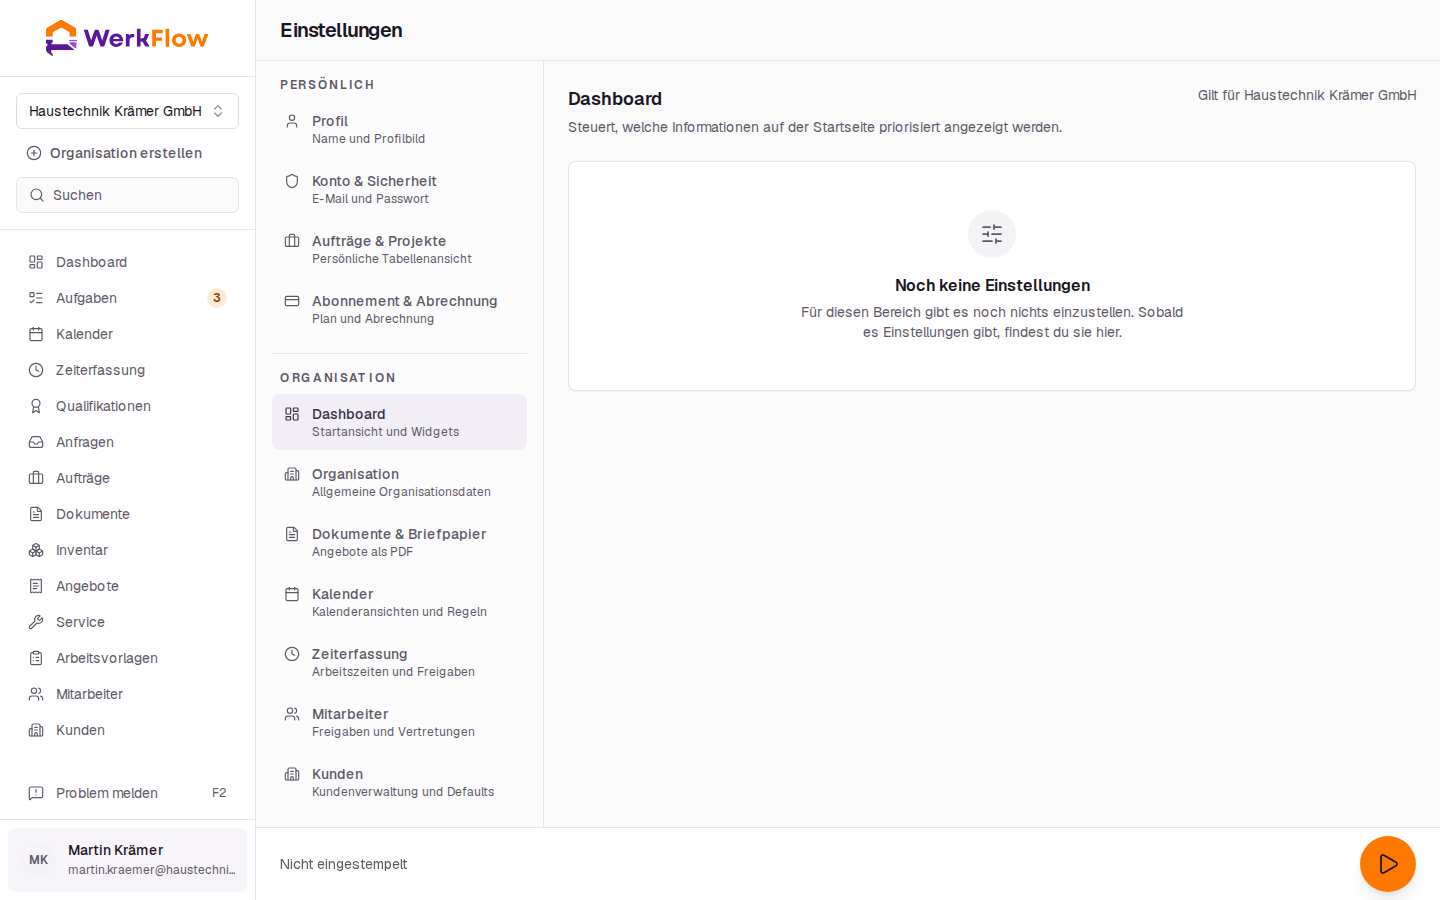 WerkFlow
Haustechnik Krämer GmbH
Organisation erstellen
Suchen
Dashboard
Aufgaben
3
Kalender
Zeiterfassung
Qualifikationen
Anfragen
Aufträge
Dokumente
Inventar
Angebote
Service
Arbeitsvorlagen
Mitarbeiter
Kunden
Problem melden
F2
MK
Martin Krämer
martin.kraemer@haustechni...
Einstellungen
PERSÖNLICH
Profil
Name und Profilbild
Konto & Sicherheit
E-Mail und Passwort
Aufträge & Projekte
Persönliche Tabellenansicht
Abonnement & Abrechnung
Plan und Abrechnung
ORGANISATION
Dashboard
Startansicht und Widgets
Organisation
Allgemeine Organisationsdaten
Dokumente & Briefpapier
Angebote als PDF
Kalender
Kalenderansichten und Regeln
Zeiterfassung
Arbeitszeiten und Freigaben
Mitarbeiter
Freigaben und Vertretungen
Kunden
Kundenverwaltung und Defaults
Dashboard
Gilt für Haustechnik Krämer GmbH
Steuert, welche Informationen auf der Startseite priorisiert angezeigt werden.
Noch keine Einstellungen
Für diesen Bereich gibt es noch nichts einzustellen. Sobald
es Einstellungen gibt, findest du sie hier.
Nicht eingestempelt